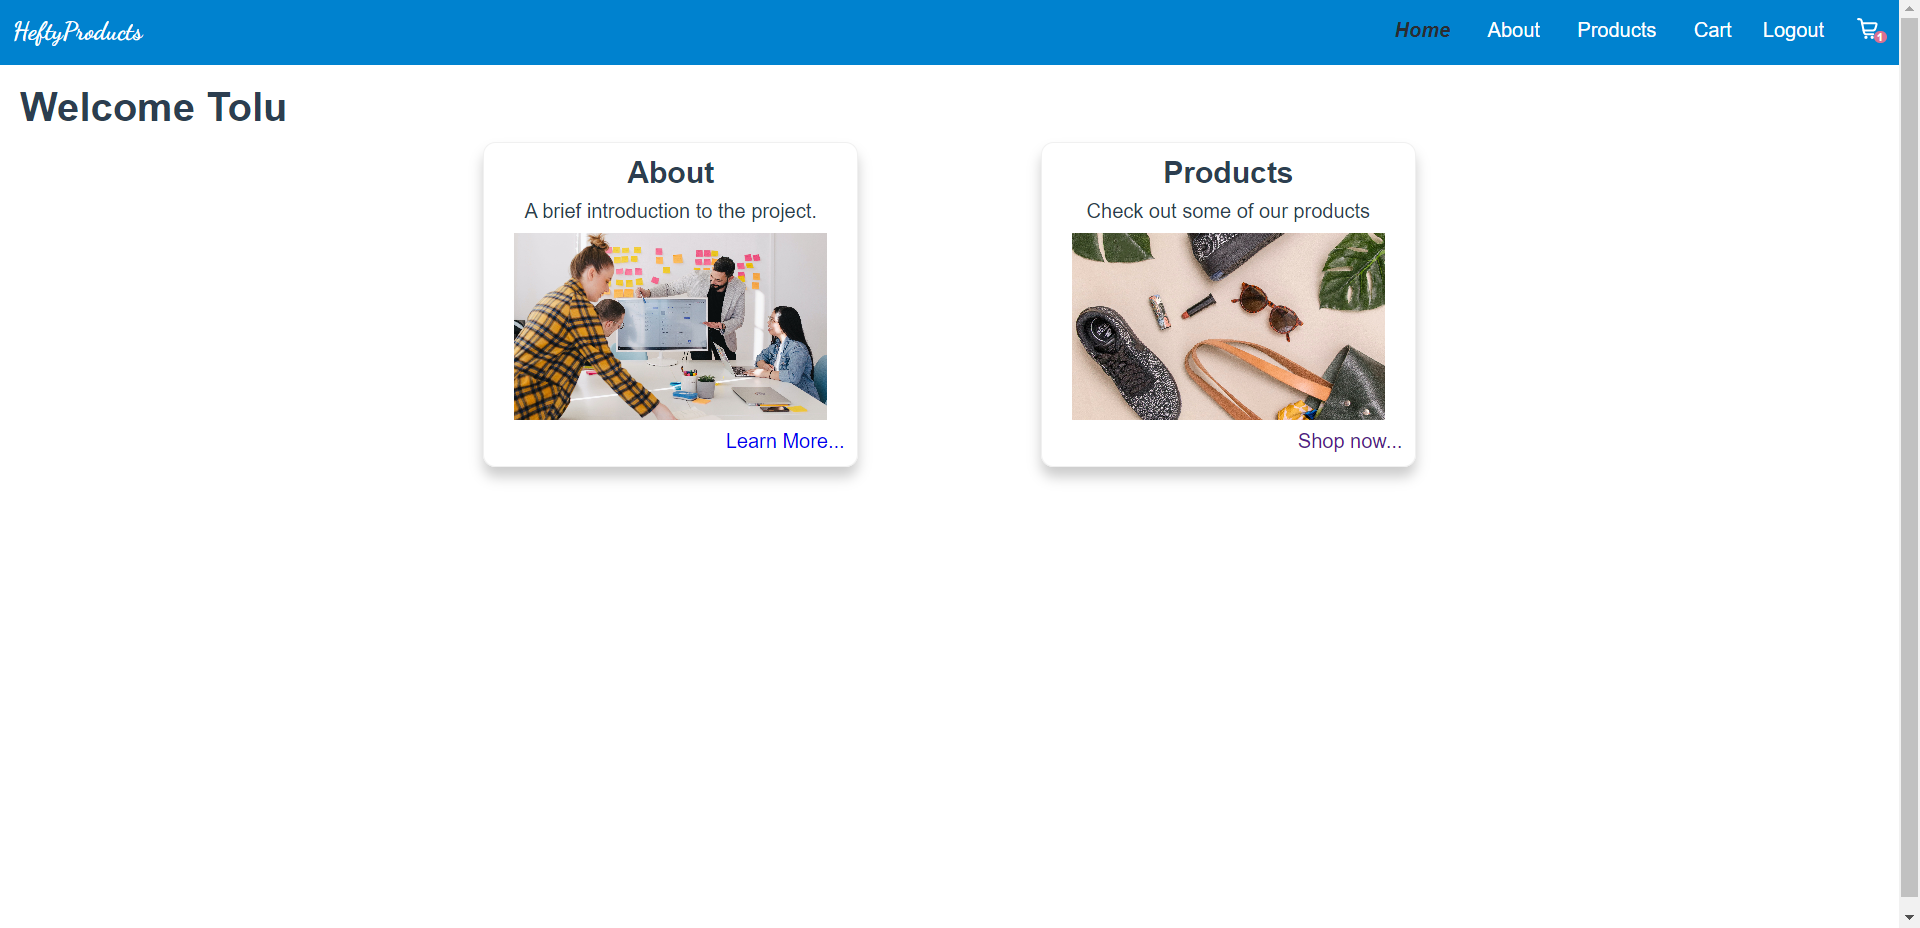 HeftyProducts
Home About Products Cart Logout 1
Welcome Tolu
About
A brief introduction to the project.
Learn More...
Products
Check out some of our products
Shop now...